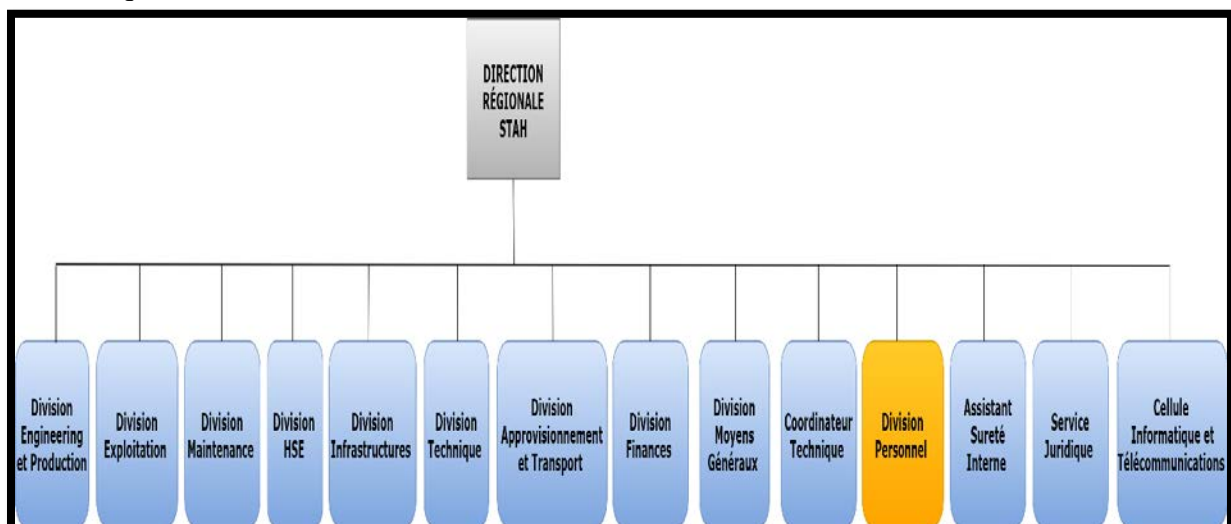 DIRECTION
RÉGIONALE
STAH
Division
Engineering
et Production
Division
Exploitation
Division
Maintenance
Division
HSE
Division
Infrastructures
Division
Technique
Division
Approvisionnement
et Transport
Division
Finances
Division
Moyens
Généraux
Coordinateur
Technique
Division
Personnel
Assistant
Sureté
Interne
Service
Juridique
Cellule
Informatique et
Télécommunications